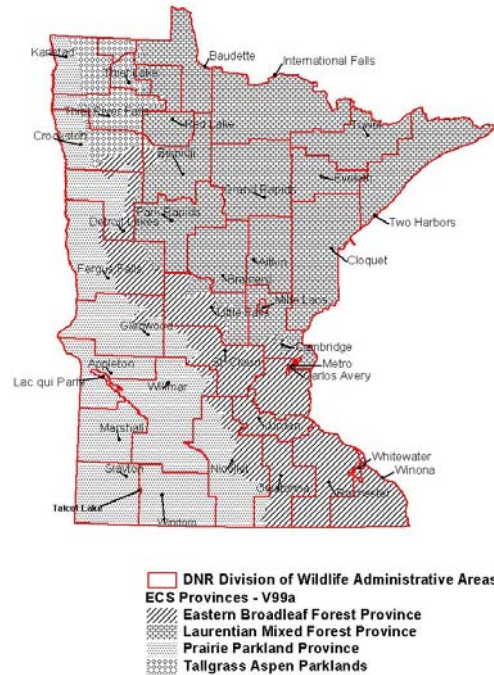 Baudette
International Falls
Karlstad
Thief Lake
Thief River Falls
Red Lake
Tower
Crookston
Bemidji
Eveleth
Grand Rapids
Park Rapids
Two Harbors
Detroit Lakes
Aitkin
Cloquet
Fergus Falls
Brainerd
Mille Lacs
Little Falls
Glenwood
Cambridge
St. Cloud
Metro
Appleton
Carlos Avery
Lac qui Parle
Willmar
Jordan
Marshall
Nicollet
Whitewater
Slayton
Winona
Owatonna
Rochester
Talcot Lake
Windom
DNR Division of Wildlife Administrative Areas
ECS Provinces - V99a
Eastern Broadleaf Forest Province
Laurentian Mixed Forest Province
Prairie Parkland Province
Tallgrass Aspen Parklands